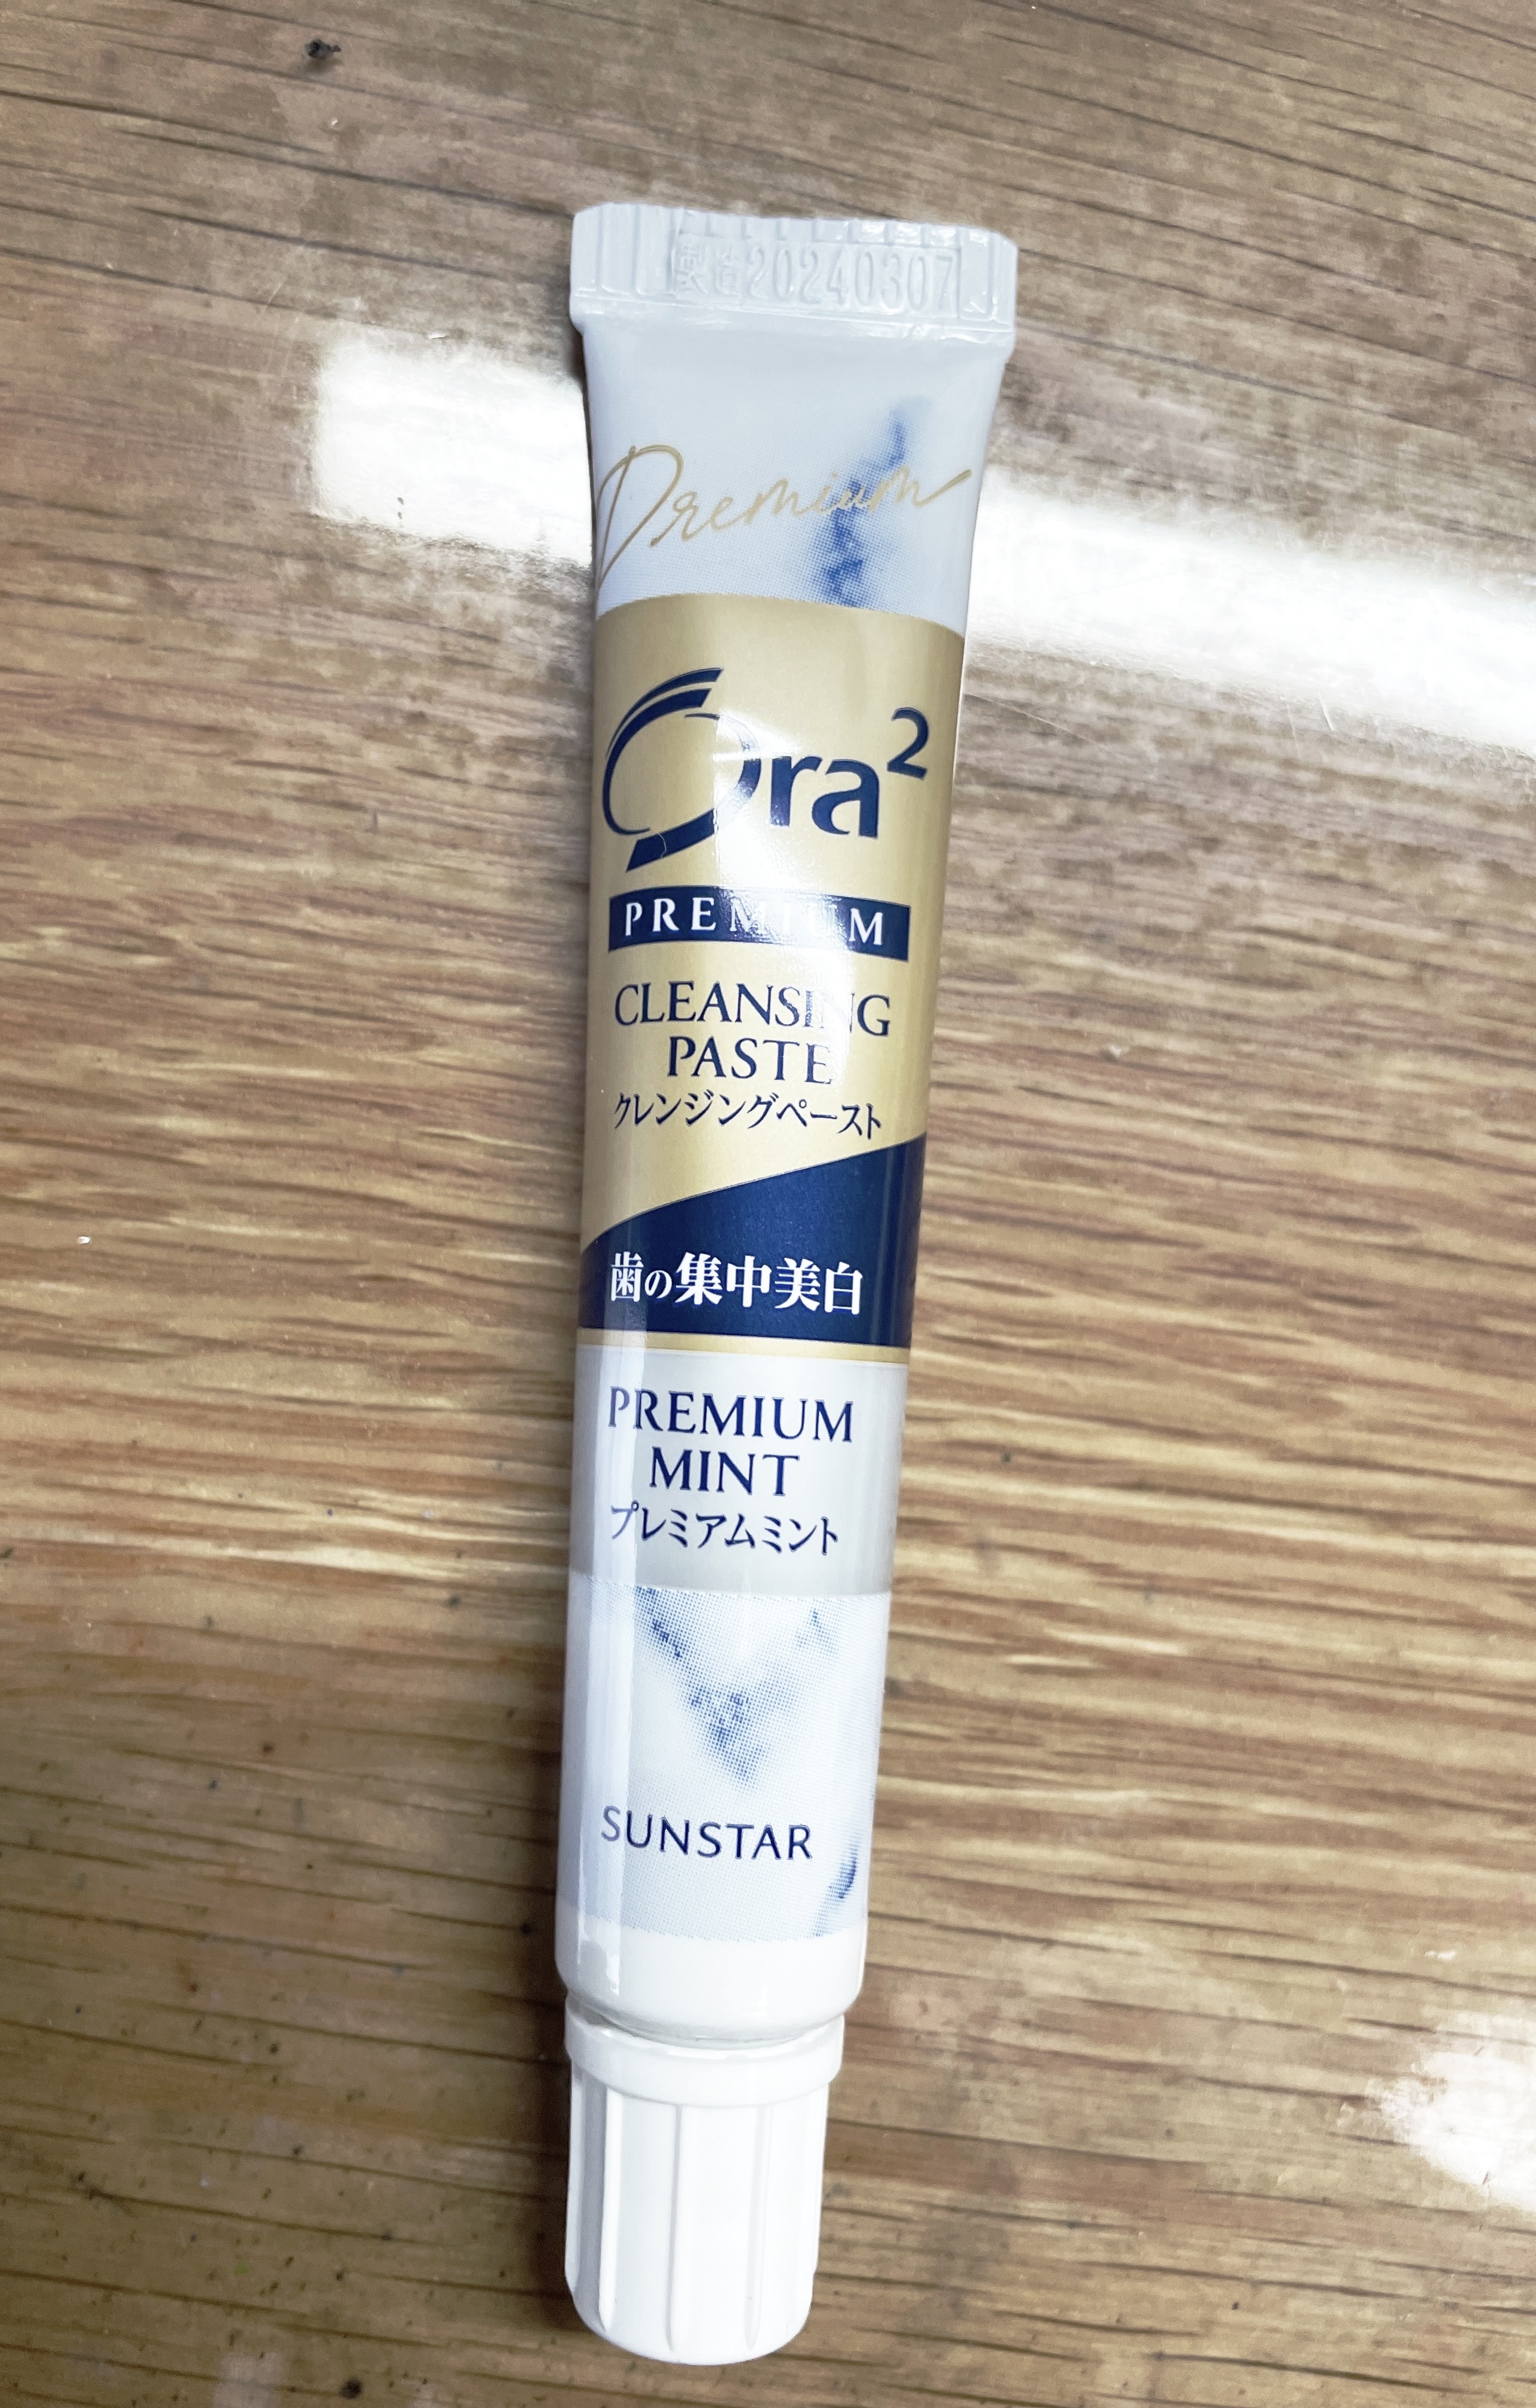 製造20240307
Premium
Ora²
PREMIUM
CLEANSING
PASTE
クレンジングペースト
歯の集中美白
PREMIUM
MINT
プレミアムミント
SUNSTAR